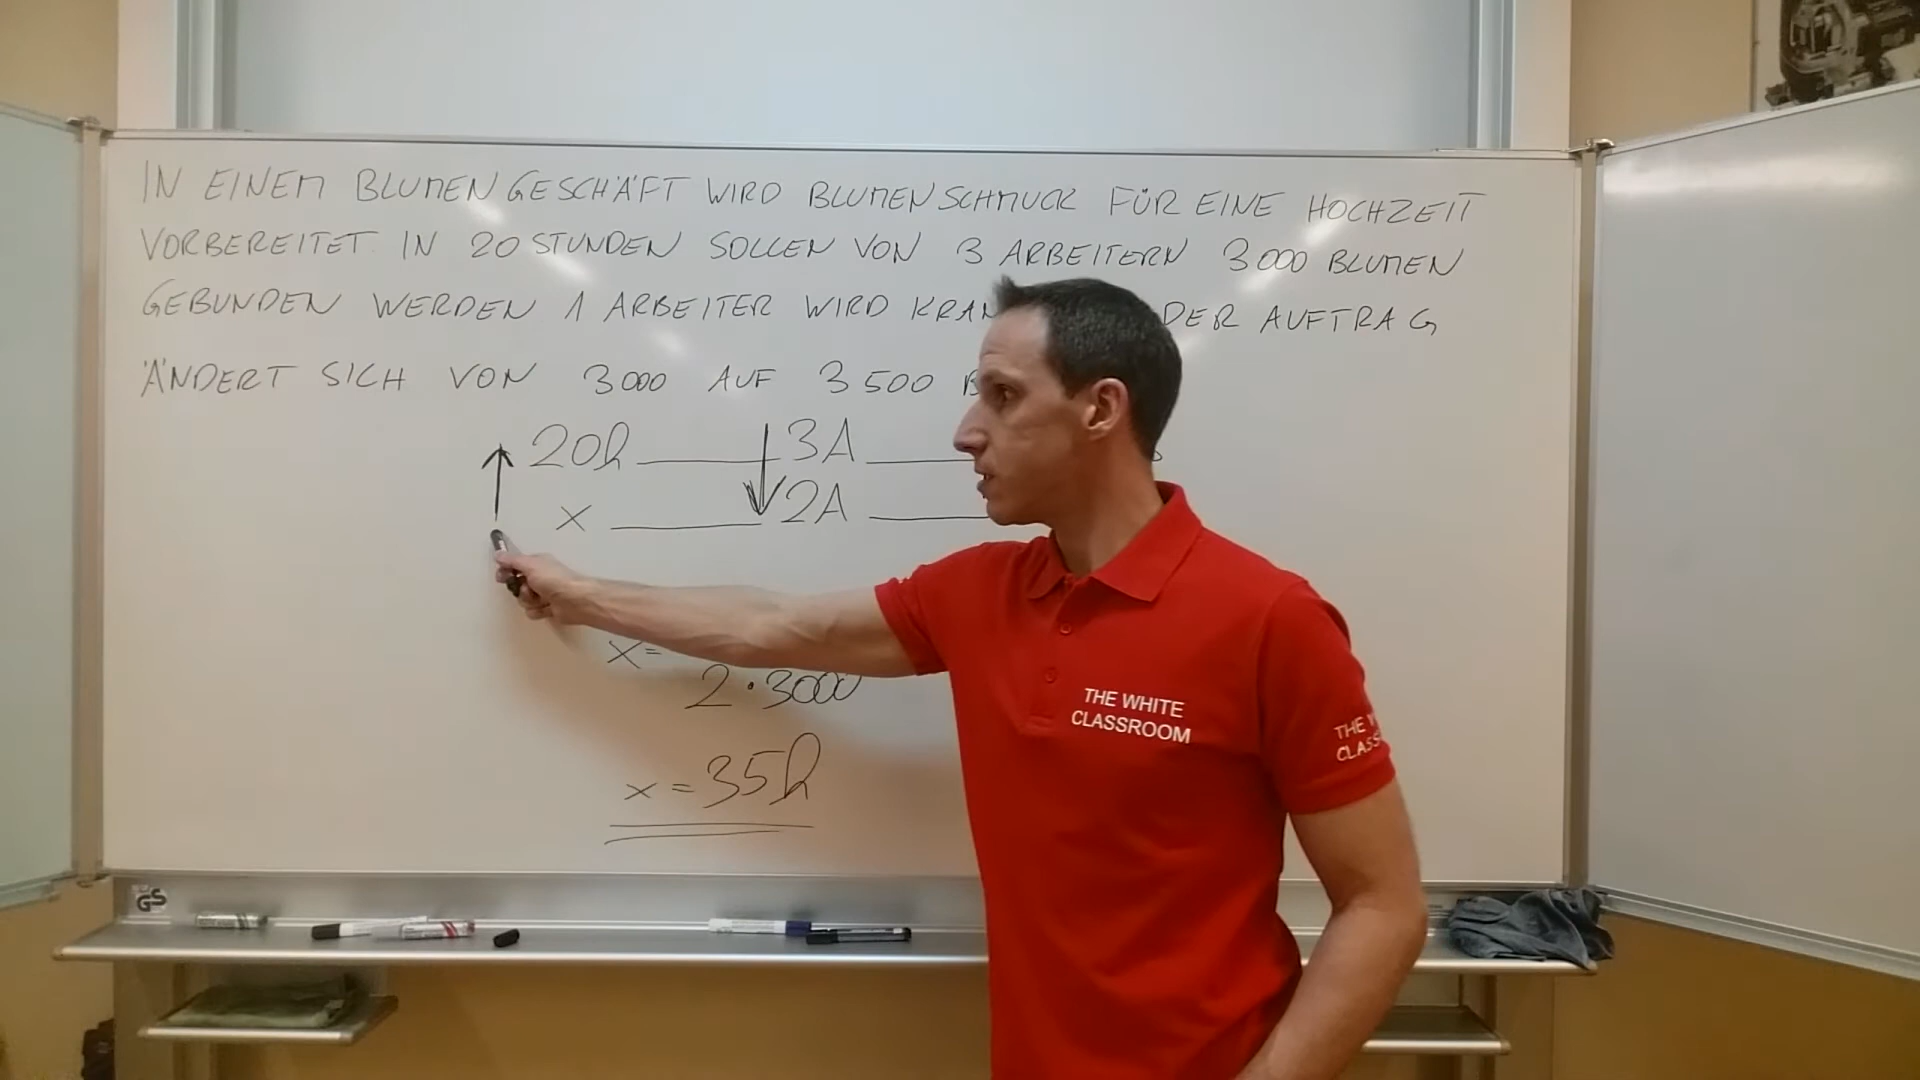 IN EINEM BLUMENGESCHÄFT WIRD BLUMENSCHMUCK FÜR EINE HOCHZEIT
VORBEREITET. IN 20 STUNDEN SOLLEN VON 3 ARBEITERN 3000 BLUMEN
GEBUNDEN WERDEN 1 ARBEITER WIRD DER AUFTRAG
ÄNDERT SICH VON 3000 AUF 3500
20h 3A
x 2A
x =
2 · 3000
x = 35h
THE WHITE
CLASSROOM
THE
GS